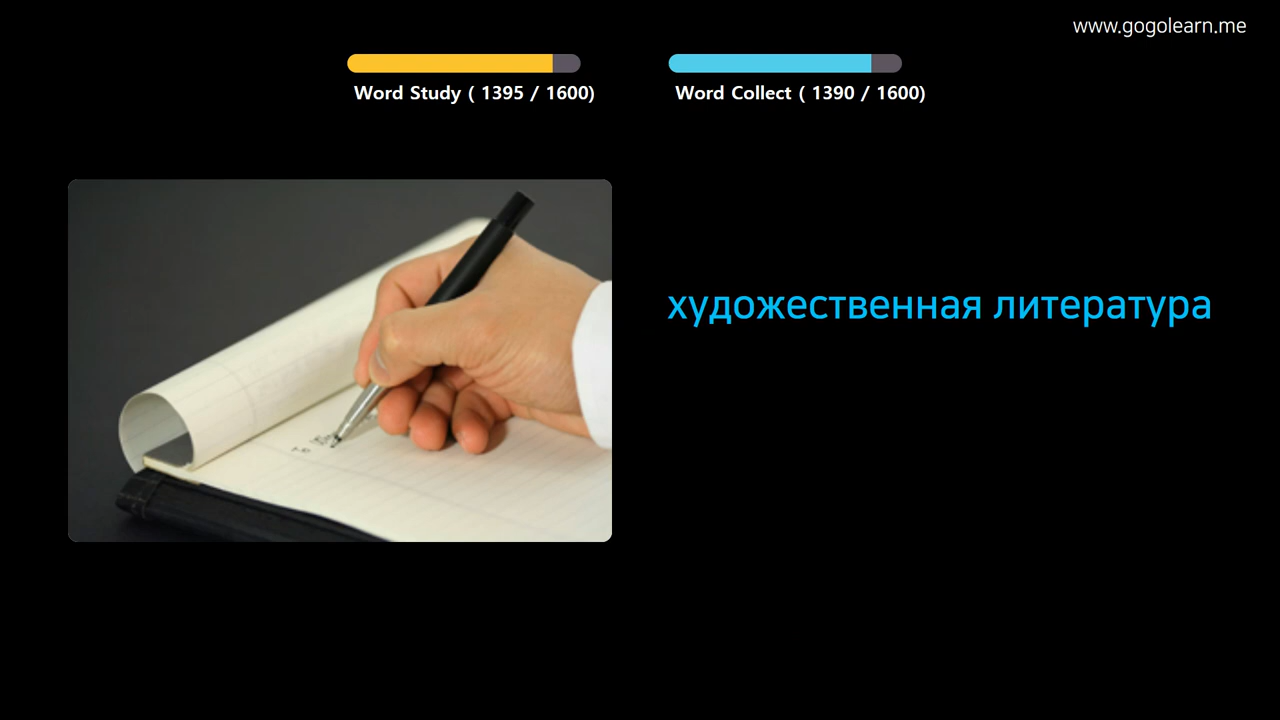 www.gogolearn.me
Word Study ( 1395 / 1600)
Word Collect ( 1390 / 1600)
художественная литература